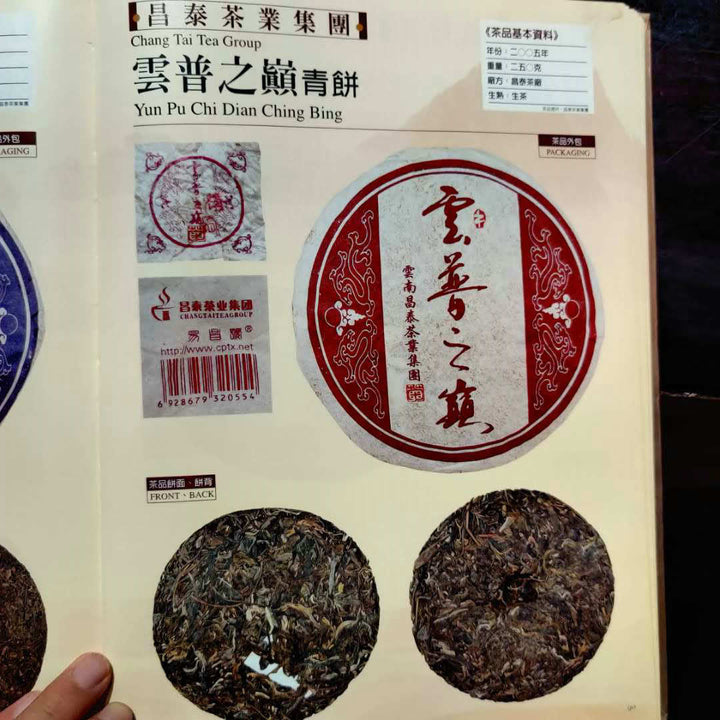 昌泰茶業集團
Chang Tai Tea Group
雲普之巔青餅
Yun Pu Chi Dian Ching Bing
《茶品基本資料》
年份：二〇〇五年
重量：二五〇克
廠方：昌泰茶廠
生熟：生茶
茶品外包
PACKAGING
品外包
AGING
昌泰茶业集团
CHANGTAITEAGROUP
易昌號®
http://www.cptx.net
6 928679 320554
雲普之巔
雲南昌泰茶業集團
茶品餅面、餅背
FRONT、BACK